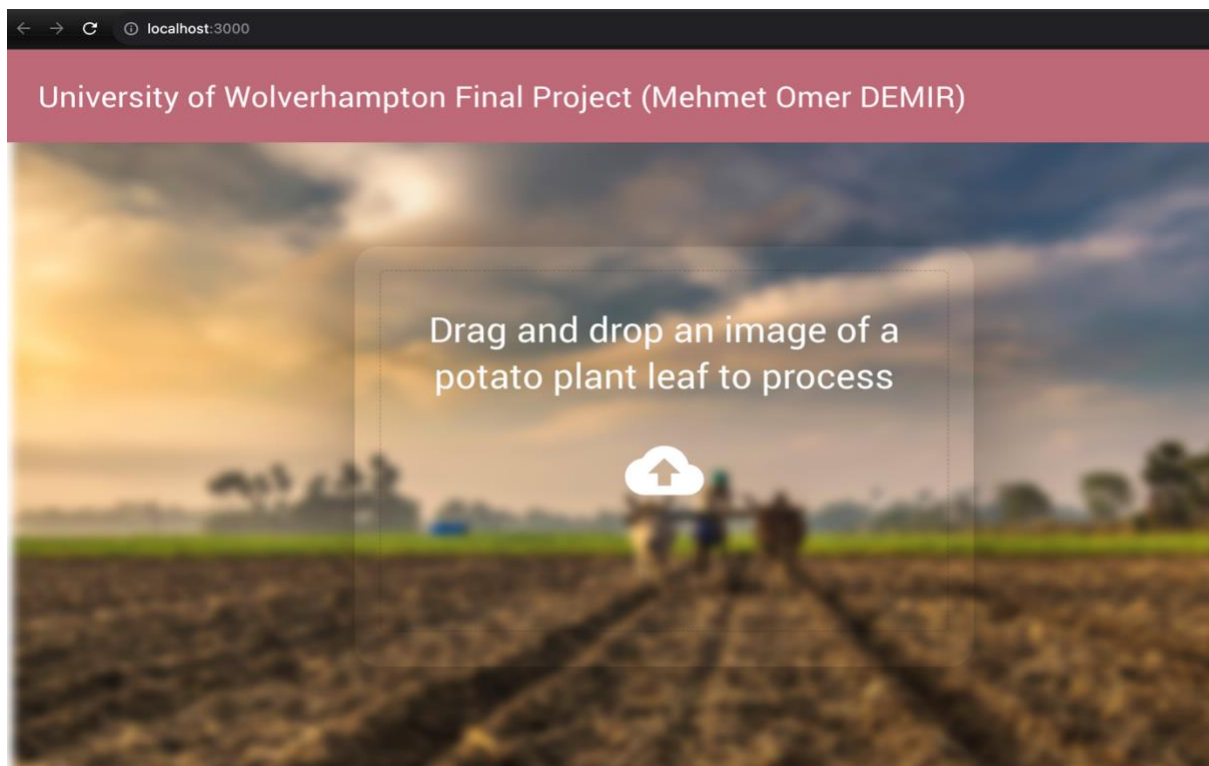 localhost:3000
University of Wolverhampton Final Project (Mehmet Omer DEMIR)
Drag and drop an image of a
potato plant leaf to process